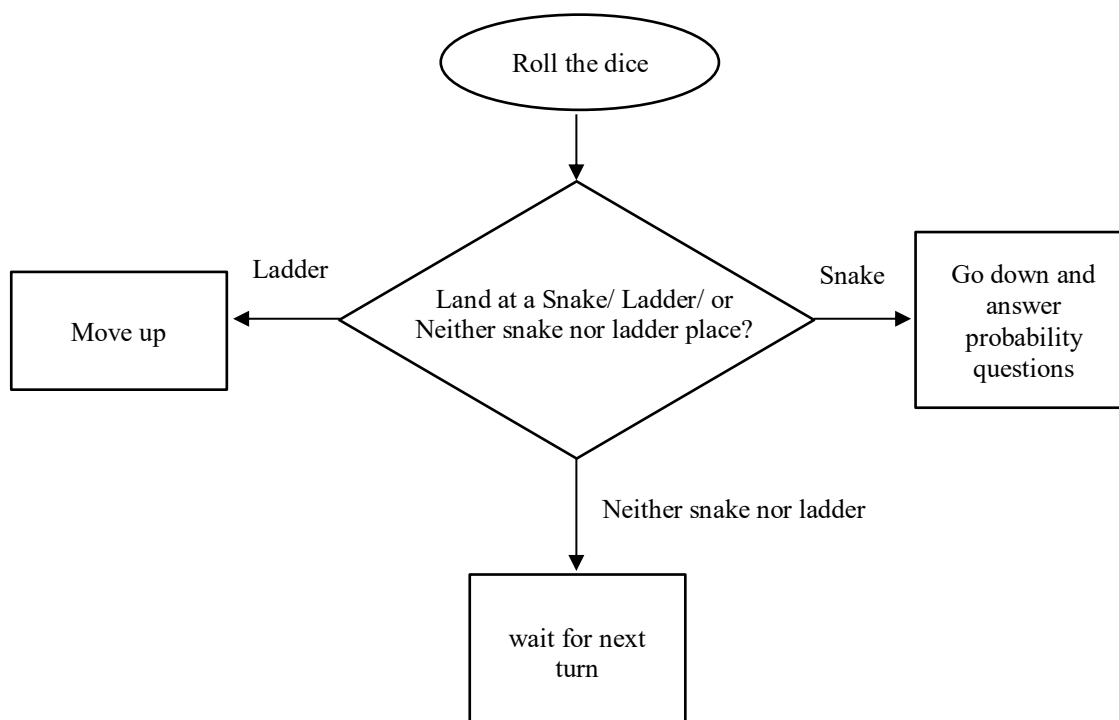 Roll the dice
Ladder
Snake
Move up
Land at a Snake/ Ladder/ or
Neither snake nor ladder place?
Go down and
answer
probability
questions
Neither snake nor ladder
wait for next
turn